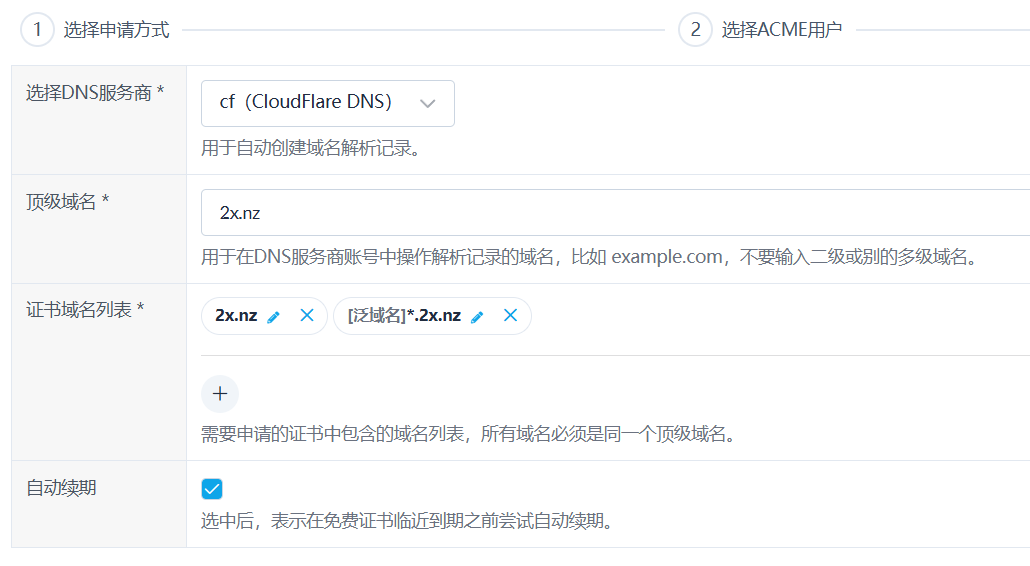 1 选择申请方式 2 选择ACME用户
选择DNS服务商 * cf（CloudFlare DNS）
用于自动创建域名解析记录。
顶级域名 * 2x.nz
用于在DNS服务商账号中操作解析记录的域名，比如 example.com，不要输入二级或别的多级域名。
证书域名列表 * 2x.nz [泛域名]*.2x.nz
需要申请的证书中包含的域名列表，所有域名必须是同一个顶级域名。
自动续期
选中后，表示在免费证书临近到期之前尝试自动续期。